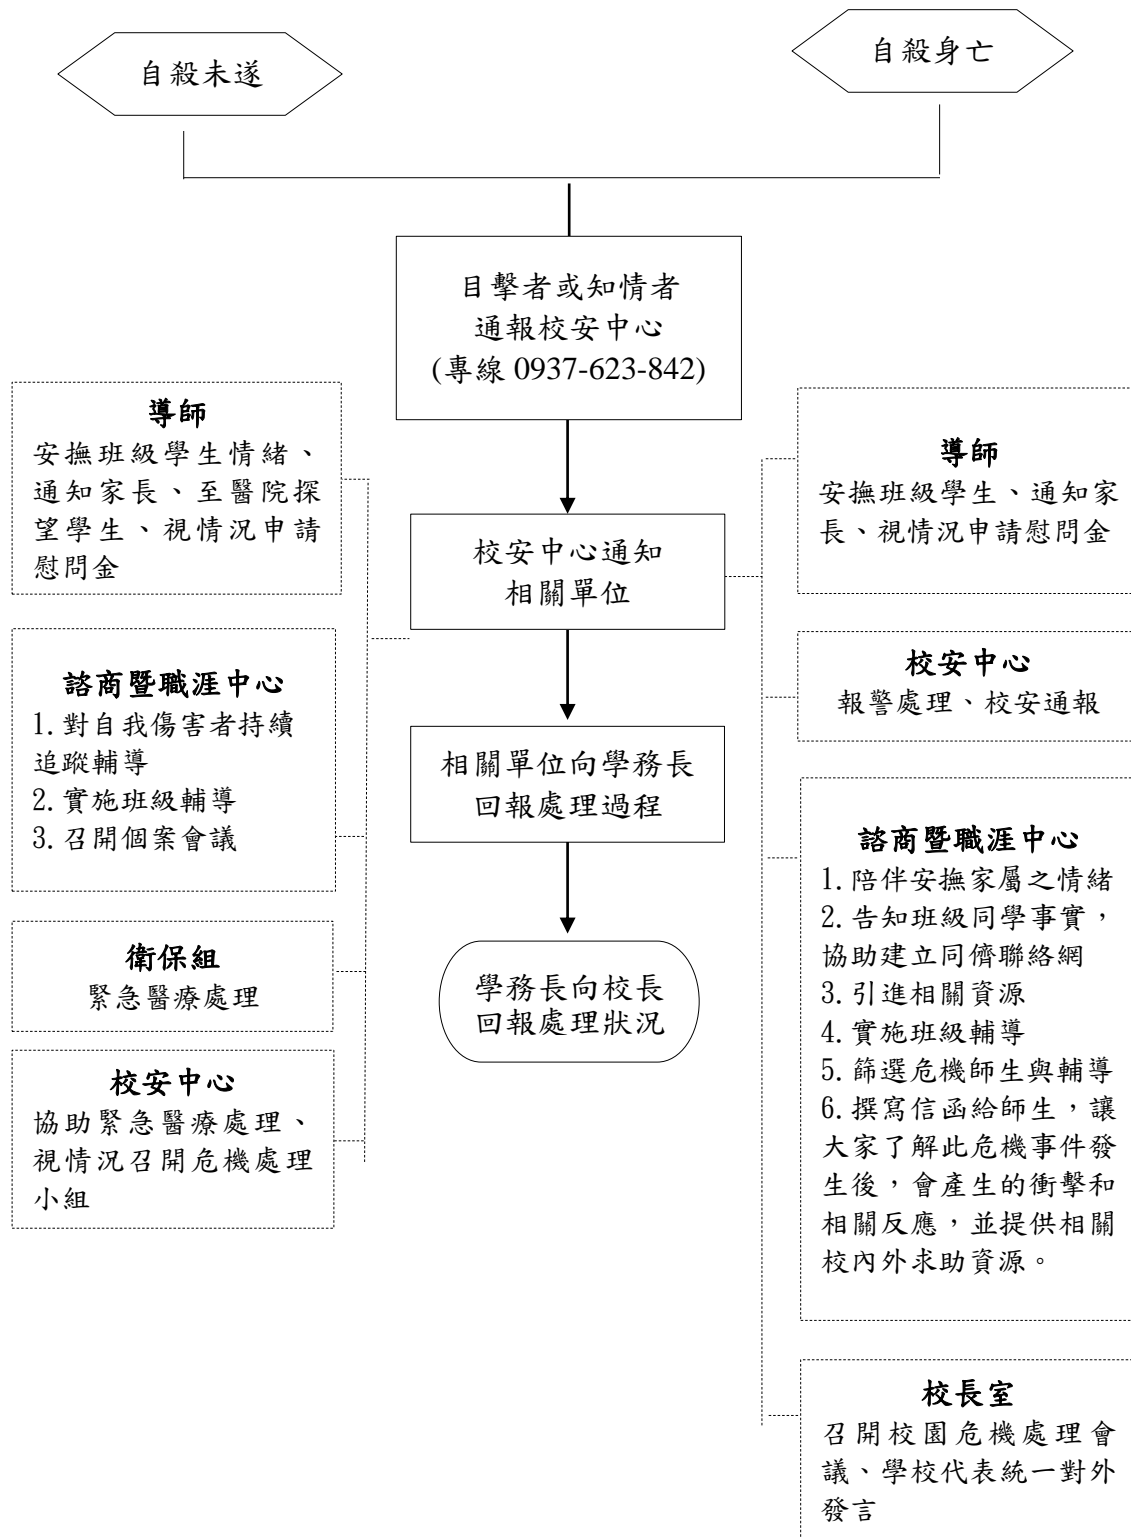 自殺未遂
自殺身亡
目擊者或知情者
通報校安中心
(專線 0937-623-842)
導師
安撫班級學生情緒、
通知家長、至醫院探
望學生、視情況申請
慰問金
諮商暨職涯中心
1.對自我傷害者持續
追蹤輔導
2.實施班級輔導
3.召開個案會議
衛保組
緊急醫療處理
校安中心
協助緊急醫療處理、
視情況召開危機處理
小組
校安中心通知
相關單位
相關單位向學務長
回報處理過程
學務長向校長
回報處理狀況
導師
安撫班級學生、通知家
長、視情況申請慰問金
校安中心
報警處理、校安通報
諮商暨職涯中心
1.陪伴安撫家屬之情緒
2.告知班級同學事實，
協助建立同儕聯絡網
3.引進相關資源
4.實施班級輔導
5.篩選危機師生與輔導
6.撰寫信函給師生，讓
大家了解此危機事件發
生後，會產生的衝擊和
相關反應，並提供相關
校內外求助資源。
校長室
召開校園危機處理會
議、學校代表統一對外
發言